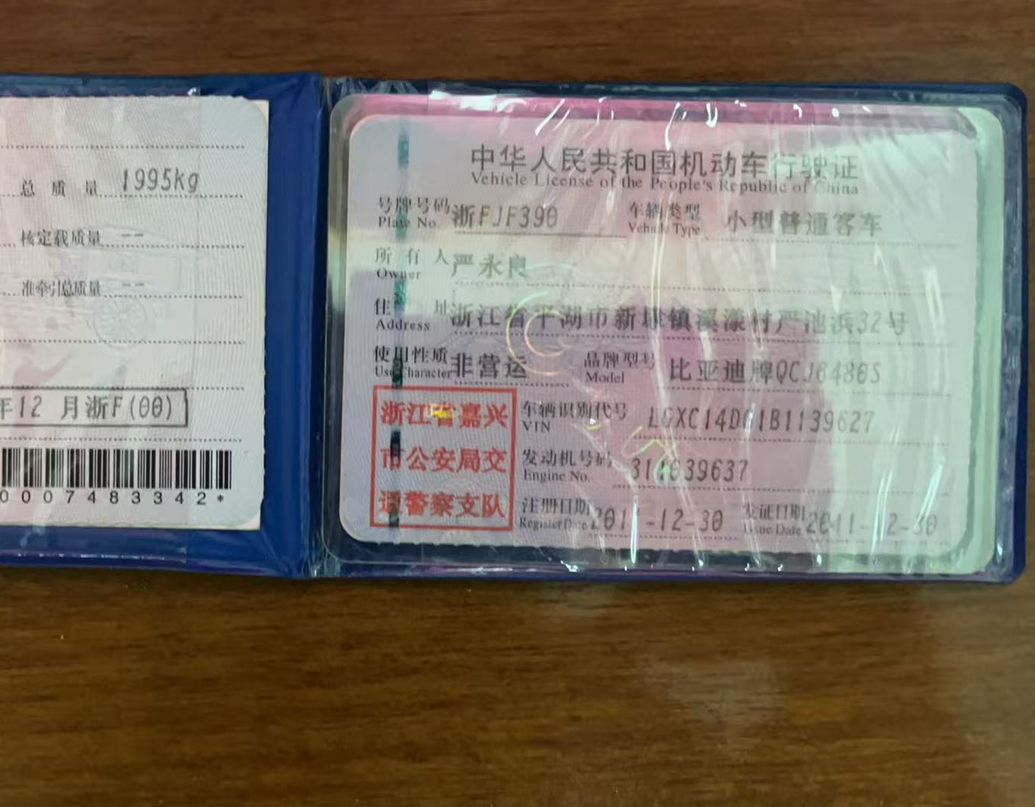 总 质 量 1995kg
核定载质量 --
准牵引总质量 --
年12 月浙F(00)
0007483342*
中华人民共和国机动车行驶证
Vehicle License of the People's Republic of China
号牌号码 浙FJF390 车辆类型 小型普通客车
Plate No. Vehicle Type
所 有 人 严永良
Owner
住 址 浙江省平湖市新埭镇 村严池浜32号
Address
使用性质 非营运 品牌型号 比亚迪牌QCJ6480S
Use Character Model
浙江省嘉兴
市公安局交
通警察支队
车辆识别代号
VIN
发动机号码
Engine No.
注册日期 2011-12-30 发证日期 2011-12-30
Register Date Issue Date